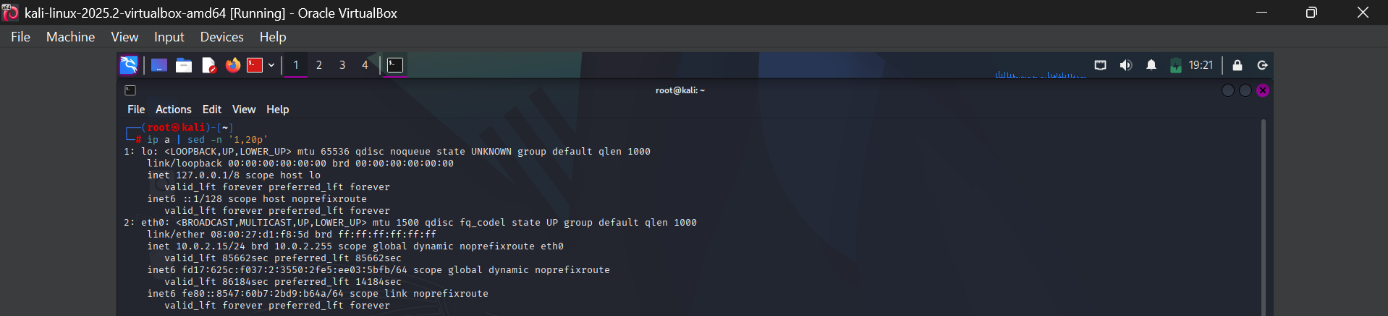 kali-linux-2025.2-virtualbox-amd64 [Running] - Oracle VirtualBox
File Machine View Input Devices Help
1 2 3 4 19:21
root@kali: ~
File Actions Edit View Help
┌──(root㉿kali)-[~]
└─# ip a | sed -n '1,20p'
1: lo: <LOOPBACK,UP,LOWER_UP> mtu 65536 qdisc noqueue state UNKNOWN group default qlen 1000
link/loopback 00:00:00:00:00:00 brd 00:00:00:00:00:00
inet 127.0.0.1/8 scope host lo
valid_lft forever preferred_lft forever
inet6 ::1/128 scope host noprefixroute
valid_lft forever preferred_lft forever
2: eth0: <BROADCAST,MULTICAST,UP,LOWER_UP> mtu 1500 qdisc fq_codel state UP group default qlen 1000
link/ether 08:00:27:d1:f8:5d brd ff:ff:ff:ff:ff:ff
inet 10.0.2.15/24 brd 10.0.2.255 scope global dynamic noprefixroute eth0
valid_lft 85662sec preferred_lft 85662sec
inet6 fd17:625c:f037:2:3550:2fe5:ee03:5bfb/64 scope global dynamic noprefixroute
valid_lft 86184sec preferred_lft 14184sec
inet6 fe80::8547:60b7:2bd9:b64a/64 scope link noprefixroute
valid_lft forever preferred_lft forever